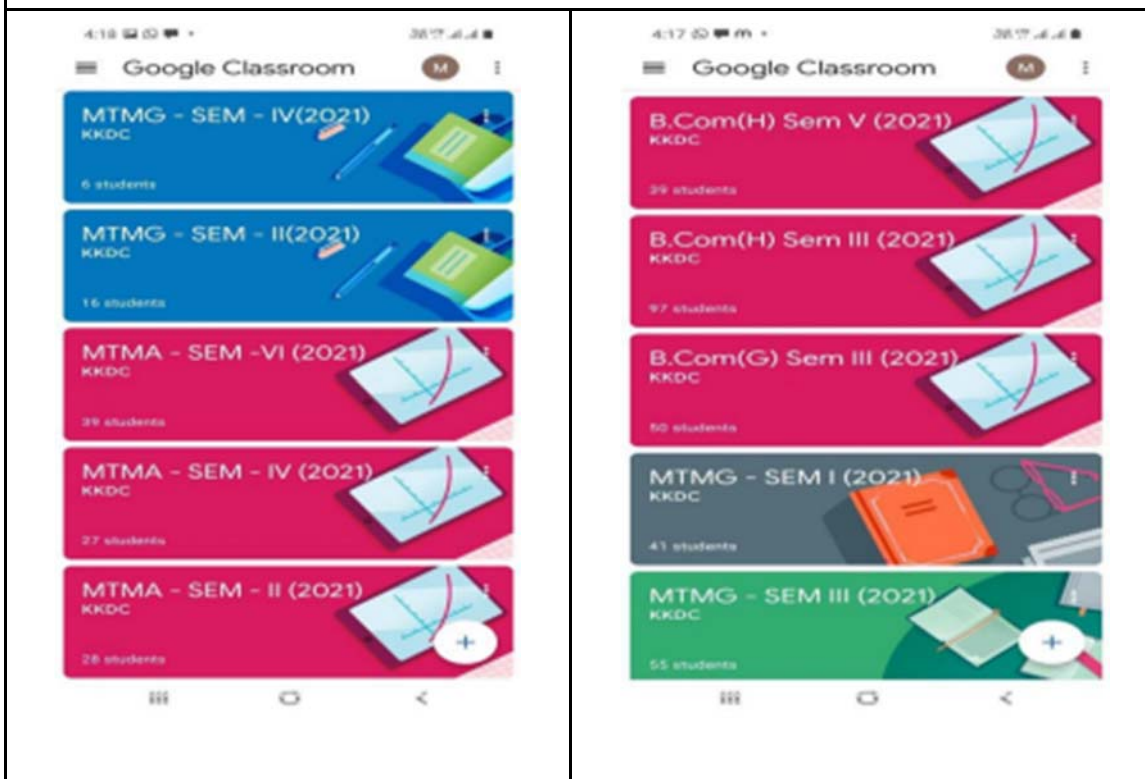 4:18
Google Classroom
M
MTMG - SEM - IV(2021)
KKDC
6 students
MTMG - SEM - II(2021)
KKDC
16 students
MTMA - SEM -VI (2021)
KKDC
39 students
MTMA - SEM - IV (2021)
KKDC
27 students
MTMA - SEM - II (2021)
KKDC
28 students
4:17
Google Classroom
M
B.Com(H) Sem V (2021)
KKDC
39 students
B.Com(H) Sem III (2021)
KKDC
97 students
B.Com(G) Sem III (2021)
KKDC
50 students
MTMG - SEM I (2021)
KKDC
41 students
MTMG - SEM III (2021)
KKDC
55 students